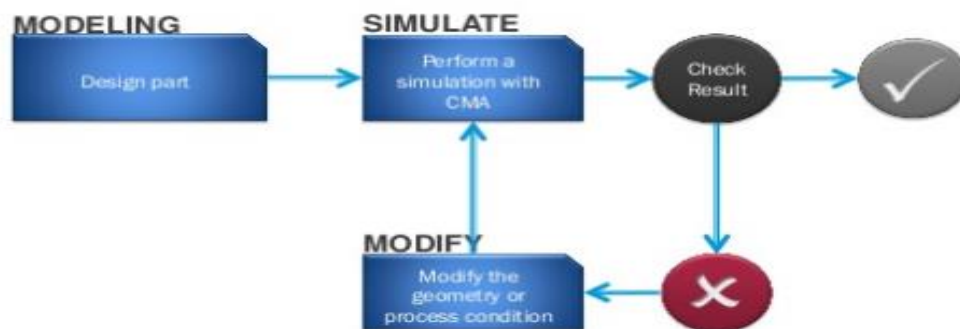 MODELING
Design part
SIMULATE
Perform a
simulation with
CMA
Check
Result
MODIFY
Modify the
geometry or
process condition